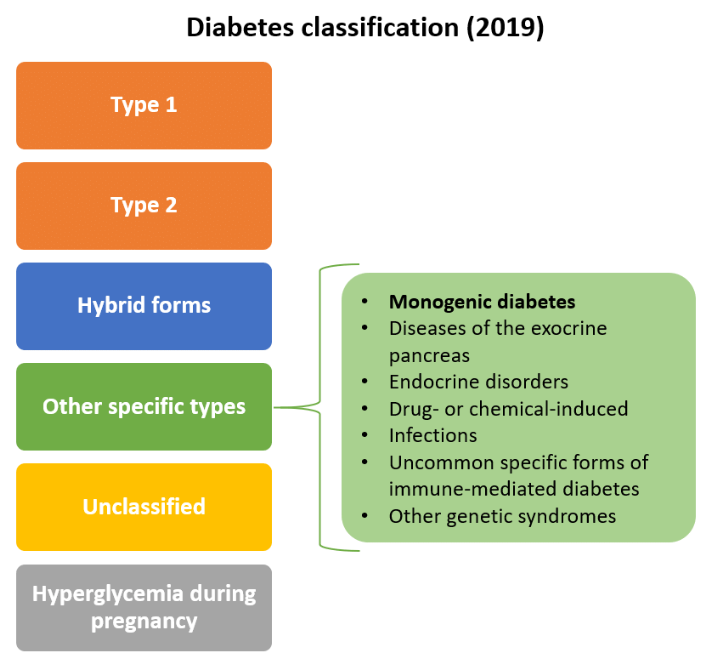 Diabetes classification (2019)
Type 1
Type 2
Hybrid forms
Other specific types
Unclassified
Hyperglycemia during
pregnancy
• Monogenic diabetes
• Diseases of the exocrine
pancreas
• Endocrine disorders
• Drug- or chemical-induced
• Infections
• Uncommon specific forms of
immune-mediated diabetes
• Other genetic syndromes